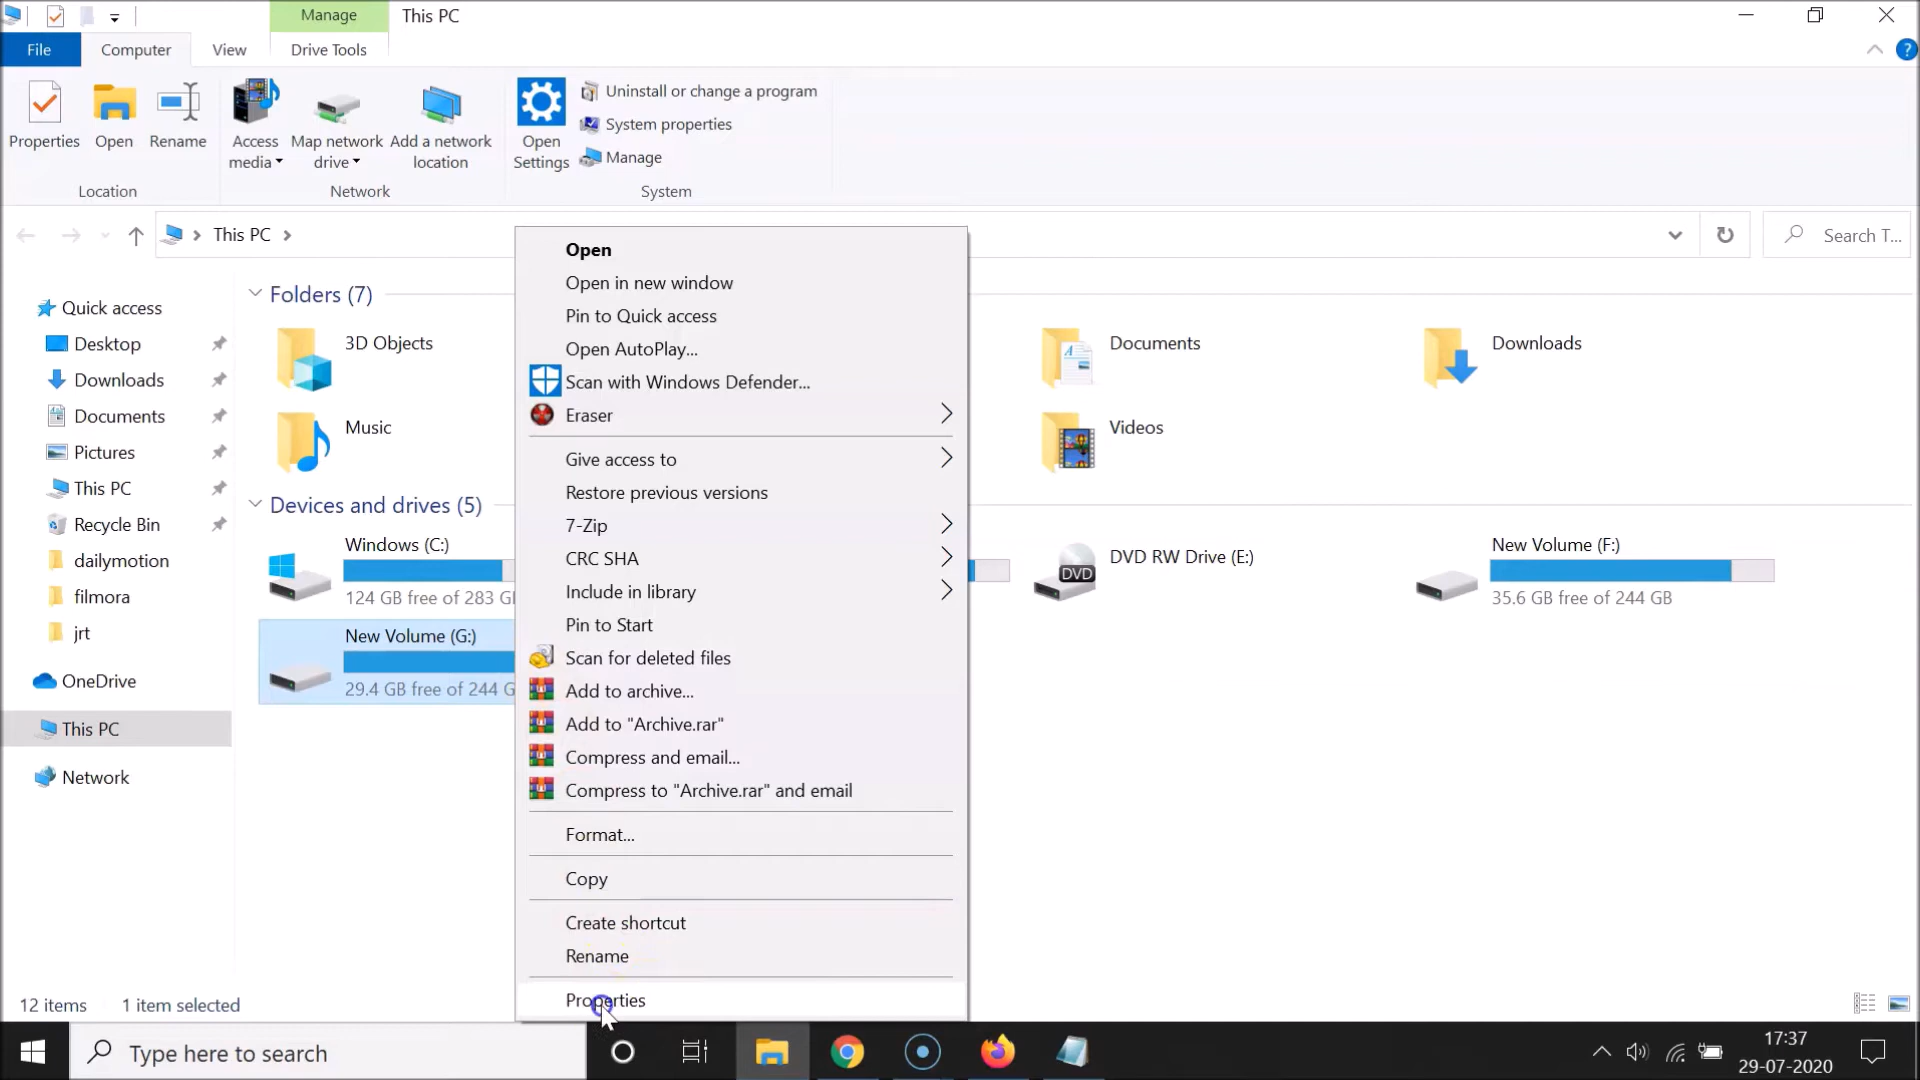 Manage
This PC
File
Computer
View
Drive Tools
?
Properties
Open
Rename
Access media
Map network drive
Add a network location
Open Settings
Uninstall or change a program
System properties
Manage
Location
Network
System
This PC
Search T...
Quick access
Desktop
Downloads
Documents
Pictures
This PC
Recycle Bin
dailymotion
filmora
jrt
OneDrive
This PC
Network
Folders (7)
3D Objects
Documents
Downloads
Music
Videos
Devices and drives (5)
Windows (C:)
124 GB free of 283 G
DVD RW Drive (E:)
DVD
New Volume (F:)
35.6 GB free of 244 GB
New Volume (G:)
29.4 GB free of 244 G
Open
Open in new window
Pin to Quick access
Open AutoPlay...
Scan with Windows Defender...
Eraser
Give access to
Restore previous versions
7-Zip
CRC SHA
Include in library
Pin to Start
Scan for deleted files
Add to archive...
Add to "Archive.rar"
Compress and email...
Compress to "Archive.rar" and email
Format...
Copy
Create shortcut
Rename
Properties
12 items
1 item selected
Type here to search
17:37
29-07-2020